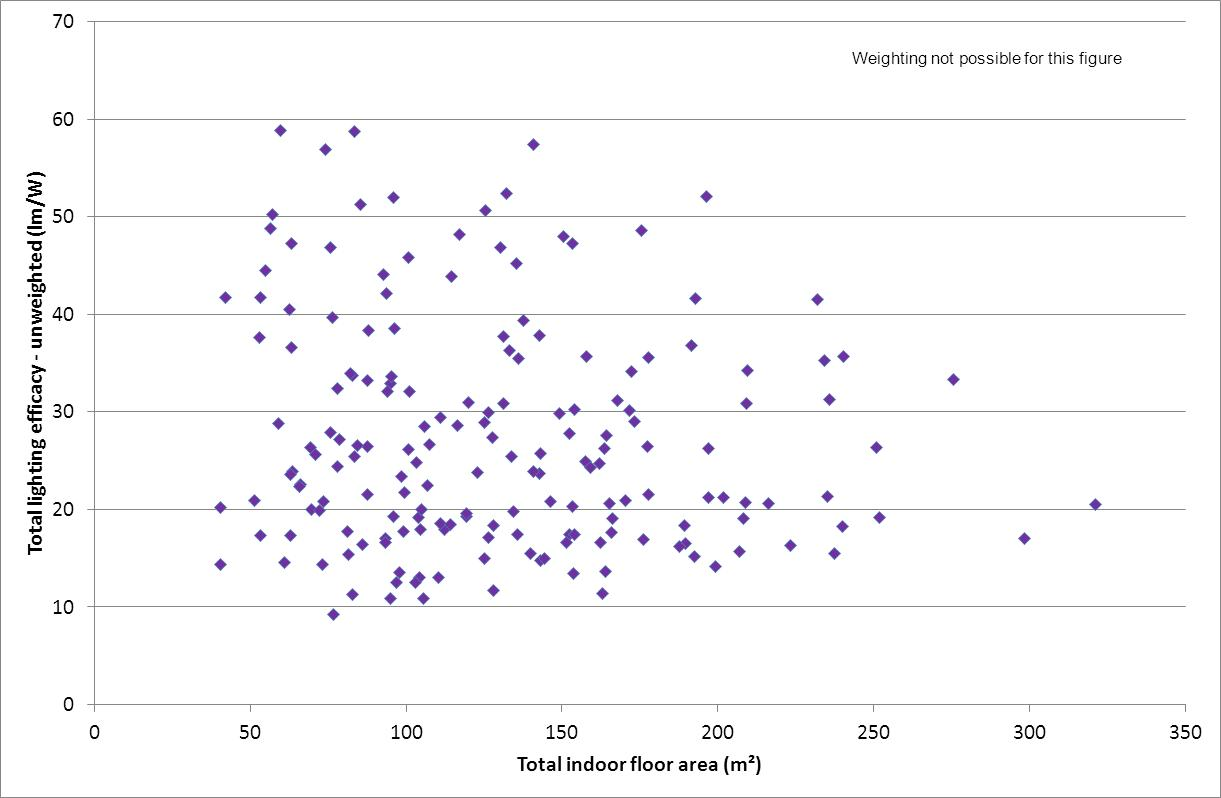 70
Weighting not possible for this figure
60
50
40
30
20
10
0
Total lighting efficacy - unweighted (lm/W)
0 50 100 150 200 250 300 350
Total indoor floor area (m²)